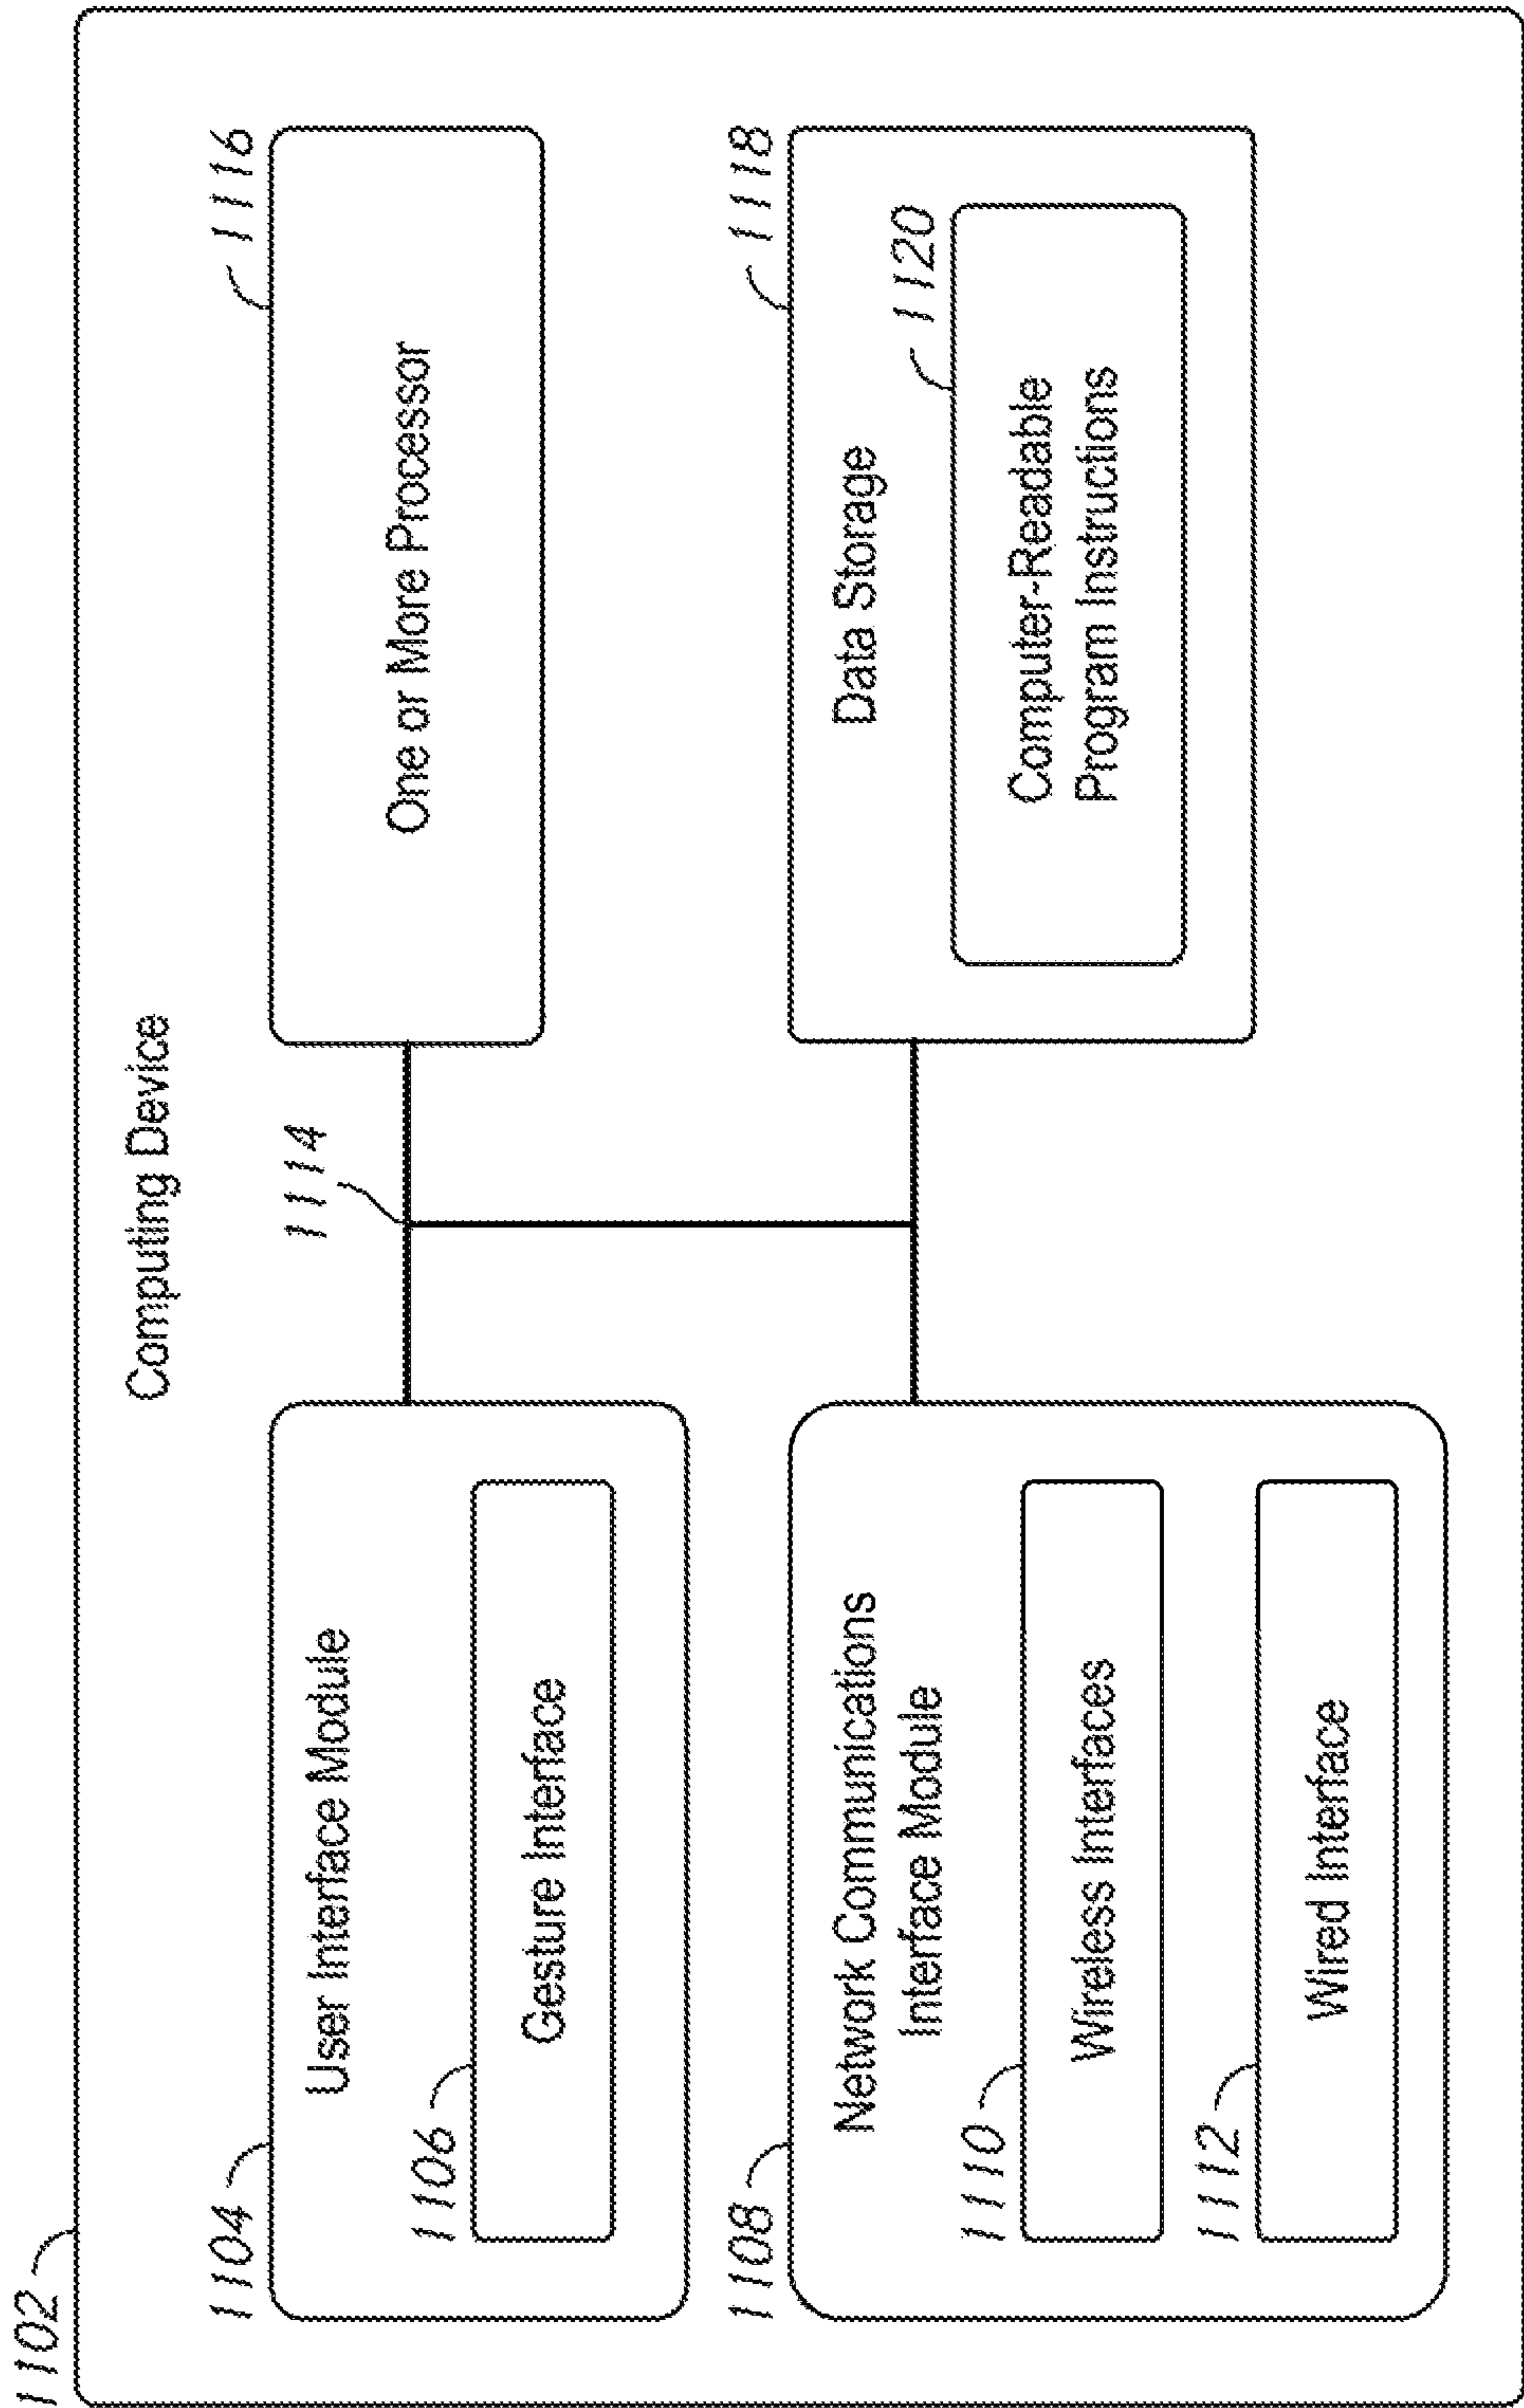 1102
Computing Device
1104
User Interface Module
1106
Gesture Interface
1108
Network Communications
Interface Module
1110
Wireless Interfaces
1112
Wired Interface
1114
1116
One or More Processor
1118
Data Storage
1120
Computer-Readable
Program Instructions